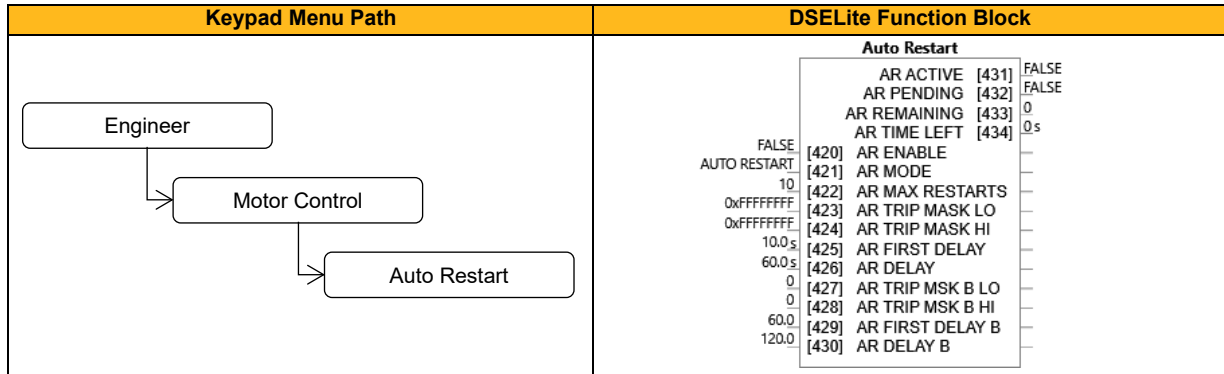 Keypad Menu Path
DSELite Function Block
Engineer
Motor Control
Auto Restart
Auto Restart
AR ACTIVE [431] FALSE
AR PENDING [432] FALSE
AR REMAINING [433] 0
AR TIME LEFT [434] 0 s
FALSE [420] AR ENABLE
AUTO RESTART [421] AR MODE
10 [422] AR MAX RESTARTS
0xFFFFFFFF [423] AR TRIP MASK LO
0xFFFFFFFF [424] AR TRIP MASK HI
10.0 s [425] AR FIRST DELAY
60.0 s [426] AR DELAY
0 [427] AR TRIP MSK B LO
0 [428] AR TRIP MSK B HI
60.0 [429] AR FIRST DELAY B
120.0 [430] AR DELAY B